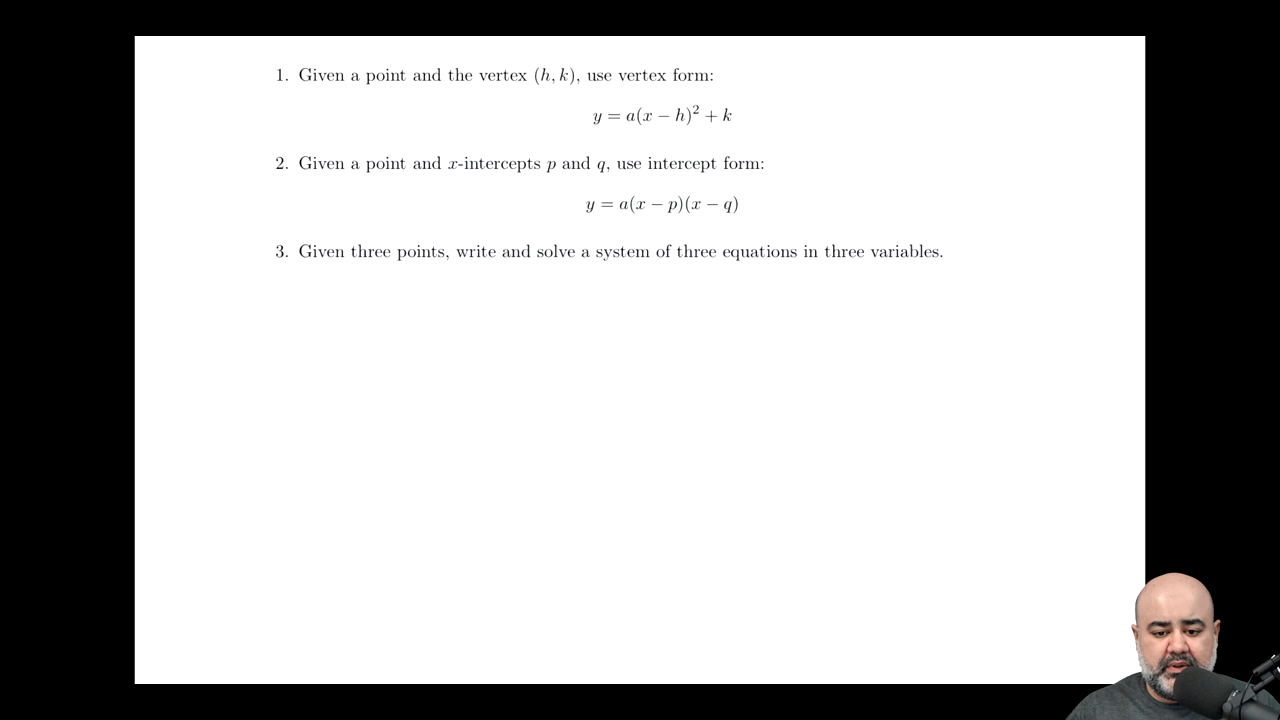 1. Given a point and the vertex (h, k), use vertex form:
y = a(x − h)² + k
2. Given a point and x-intercepts p and q, use intercept form:
y = a(x − p)(x − q)
3. Given three points, write and solve a system of three equations in three variables.